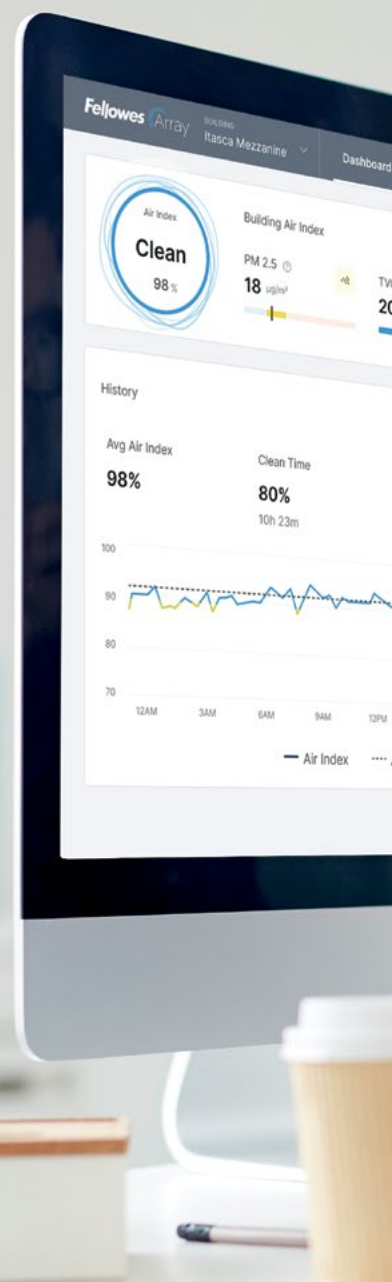 Fellowes Array
BUILDING
Itasca Mezzanine
Dashboard
Air Index
Clean
98 %
Building Air Index
PM 2.5
18 µg/m³
TVO
20
History
Avg Air Index
98%
Clean Time
80%
10h 23m
100
90
80
70
12AM 3AM 6AM 9AM 12PM
Air Index